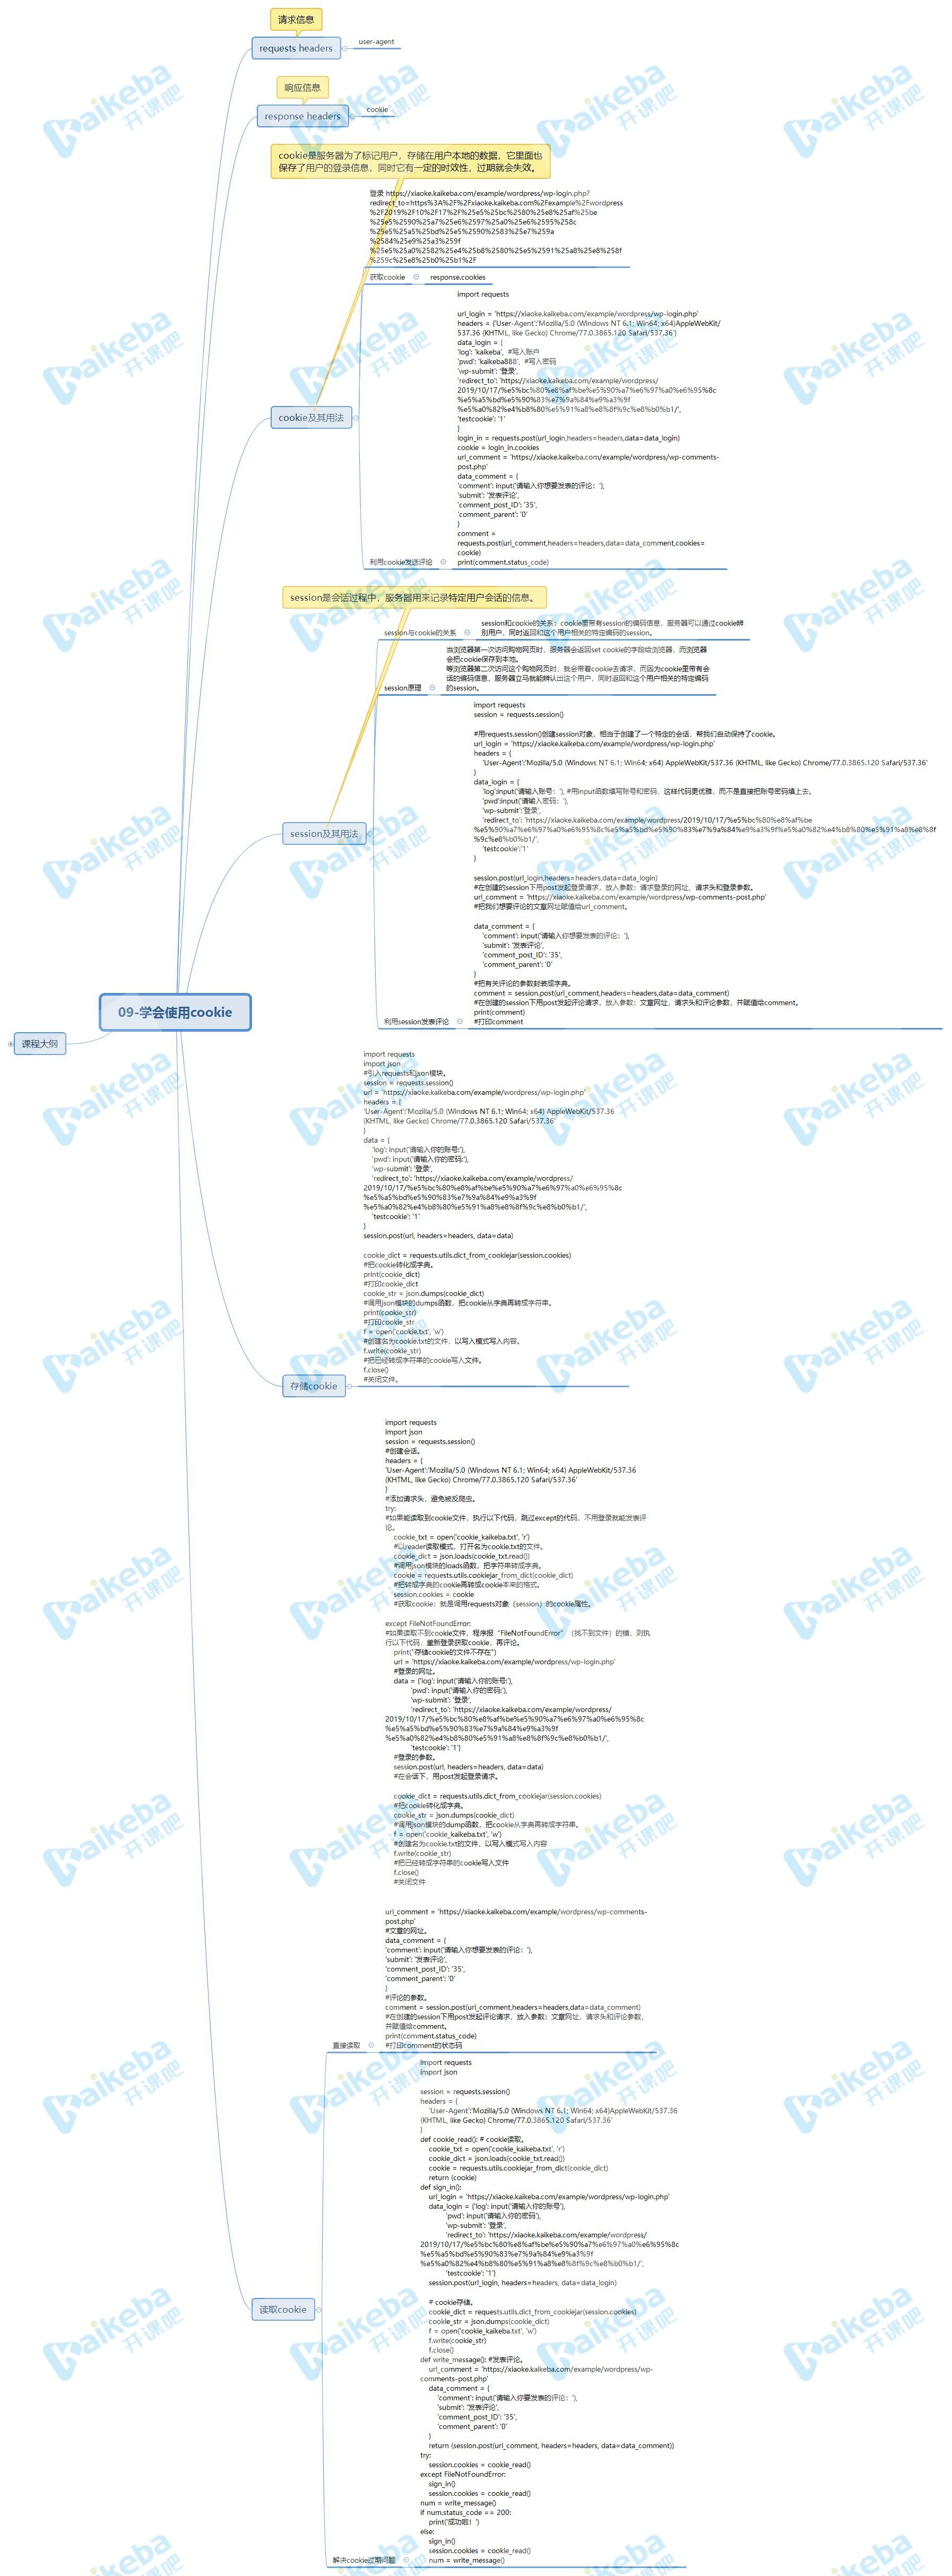 请求信息
requests headers
user-agent
响应信息
response headers
cookie
cookie是服务器为了标记用户，存储在用户本地的数据，它里面也
保存了用户的登录信息，同时它有一定的时效性，过期就会失效。
登录 https://xiaoke.kaikeba.com/example/wordpress/wp-login.php?
redirect_to=https%3A%2F%2Fxiaoke.kaikeba.com%2Fexample%2Fwordpress
%2F2019%2F10%2F17%2F%25e5%25bc%2580%25e8%25af%25be
%25e5%2590%25a7%25e6%2597%25a0%25e6%2595%258c
%25e5%25a5%25bd%25e5%2590%2583%25e7%259a
%2584%25e9%25a3%259f
%25e5%25a0%2582%25e4%25b8%2580%25e5%2591%25a8%25e8%258f
%259c%25e8%25b0%25b1%2F
获取cookie
response.cookies
import requests
url_login = 'https://xiaoke.kaikeba.com/example/wordpress/wp-login.php'
headers = {'User-Agent':'Mozilla/5.0 (Windows NT 6.1; Win64; x64)AppleWebKit/
537.36 (KHTML, like Gecko) Chrome/77.0.3865.120 Safari/537.36'}
data_login = {
'log': 'kaikeba',  #写入账户
'pwd': 'kaikeba888',  #写入密码
'wp-submit': '登录',
'redirect_to': 'https://xiaoke.kaikeba.com/example/wordpress/
2019/10/17/%e5%bc%80%e8%af%be%e5%90%a7%e6%97%a0%e6%95%8c
%e5%a5%bd%e5%90%83%e7%9a%84%e9%a3%9f
%e5%a0%82%e4%b8%80%e5%91%a8%e8%8f%9c%e8%b0%b1/',
'testcookie': '1'
}
login_in = requests.post(url_login,headers=headers,data=data_login)
cookie = login_in.cookies
url_comment = 'https://xiaoke.kaikeba.com/example/wordpress/wp-comments-
post.php'
data_comment = {
'comment': input('请输入你想要发表的评论：'),
'submit': '发表评论',
'comment_post_ID': '35',
'comment_parent': '0'
}
comment =
requests.post(url_comment,headers=headers,data=data_comment,cookies=
cookie)
print(comment.status_code)
cookie及其用法
利用cookie发送评论
session是会话过程中，服务器用来记录特定用户会话的信息。
session与cookie的关系
session和cookie的关系：cookie里带有session的编码信息，服务器可以通过cookie辨
别用户，同时返回和这个用户相关的特定编码的session。
session原理
当浏览器第一次访问购物网页时，服务器会返回set cookie的字段给浏览器，而浏览器
会把cookie保存到本地。
等浏览器第二次访问这个购物网页时，就会带着cookie去请求，而因为cookie里带有会
话的编码信息，服务器立马就能辨认出这个用户，同时返回和这个用户相关的特定编码
的session。
import requests
session = requests.session()
#用requests.session()创建session对象，相当于创建了一个特定的会话，帮我们自动保持了cookie。
url_login = 'https://xiaoke.kaikeba.com/example/wordpress/wp-login.php'
headers = {
'User-Agent':'Mozilla/5.0 (Windows NT 6.1; Win64; x64) AppleWebKit/537.36 (KHTML, like Gecko) Chrome/77.0.3865.120 Safari/537.36'
}
data_login = {
'log':input('请输入账号：'), #用input函数填写账号和密码，这样代码更优雅，而不是直接把账号密码填上去。
'pwd':input('请输入密码：'),
'wp-submit':'登录',
'redirect_to': 'https://xiaoke.kaikeba.com/example/wordpress/2019/10/17/%e5%bc%80%e8%af%be
%e5%90%a7%e6%97%a0%e6%95%8c%e5%a5%bd%e5%90%83%e7%9a%84%e9%a3%9f%e5%a0%82%e4%b8%80%e5%91%a8%e8%8f
%9c%e8%b0%b1/',
'testcookie':'1'
}
session.post(url_login,headers=headers,data=data_login)
#在创建的session下用post发起登录请求，放入参数：请求登录的网址、请求头和登录参数。
url_comment = 'https://xiaoke.kaikeba.com/example/wordpress/wp-comments-post.php'
#把我们想要评论的文章网址赋值给url_comment。
data_comment = {
'comment': input('请输入你想要发表的评论：'),
'submit': '发表评论',
'comment_post_ID': '35',
'comment_parent': '0'
}
#把有关评论的参数封装成字典。
comment = session.post(url_comment,headers=headers,data=data_comment)
#在创建的session下用post发起评论请求，放入参数：文章网址，请求头和评论参数，并赋值给comment。
print(comment)
#打印comment
session及其用法
利用session发表评论
09-学会使用cookie
课程大纲
import requests
import json
#引入requests和json模块。
session = requests.session()
url = 'https://xiaoke.kaikeba.com/example/wordpress/wp-login.php'
headers = {
'User-Agent':'Mozilla/5.0 (Windows NT 6.1; Win64; x64) AppleWebKit/537.36
(KHTML, like Gecko) Chrome/77.0.3865.120 Safari/537.36'
}
data = {
'log': input('请输入你的账号:'),
'pwd': input('请输入你的密码:'),
'wp-submit': '登录',
'redirect_to': 'https://xiaoke.kaikeba.com/example/wordpress/
2019/10/17/%e5%bc%80%e8%af%be%e5%90%a7%e6%97%a0%e6%95%8c
%e5%a5%bd%e5%90%83%e7%9a%84%e9%a3%9f
%e5%a0%82%e4%b8%80%e5%91%a8%e8%8f%9c%e8%b0%b1/',
'testcookie': '1'
}
session.post(url, headers=headers, data=data)
cookie_dict = requests.utils.dict_from_cookiejar(session.cookies)
#把cookie转化成字典。
print(cookie_dict)
#打印cookie_dict
cookie_str = json.dumps(cookie_dict)
#调用json模块的dumps函数，把cookie从字典再转成字符串。
print(cookie_str)
#打印cookie_str
f = open('cookie.txt', 'w')
#创建名为cookie.txt的文件，以写入模式写入内容。
f.write(cookie_str)
#把已经转成字符串的cookie写入文件。
f.close()
#关闭文件。
存储cookie
import requests
import json
session = requests.session()
#创建会话。
headers = {
'User-Agent':'Mozilla/5.0 (Windows NT 6.1; Win64; x64) AppleWebKit/537.36
(KHTML, like Gecko) Chrome/77.0.3865.120 Safari/537.36'
}
#添加请求头，避免被反爬虫。
try:
#如果能读取到cookie文件，执行以下代码，跳过except的代码，不用登录就能发表评
论。
cookie_txt = open('cookie_kaikeba.txt', 'r')
#以reader读取模式，打开名为cookie.txt的文件。
cookie_dict = json.loads(cookie_txt.read())
#调用json模块的loads函数，把字符串转成字典。
cookie = requests.utils.cookiejar_from_dict(cookie_dict)
#把转成字典的cookie再转成cookie本来的格式。
session.cookies = cookie
#获取cookie：就是调用requests对象（session）的cookie属性。
except FileNotFoundError:
#如果读取不到cookie文件，程序报“FileNotFoundError”（找不到文件）的错，则执
行以下代码，重新登录获取cookie，再评论。
print("存储cookie的文件不存在")
url = 'https://xiaoke.kaikeba.com/example/wordpress/wp-login.php'
#登录的网址。
data = {'log': input('请输入你的账号:'),
'pwd': input('请输入你的密码:'),
'wp-submit': '登录',
'redirect_to': 'https://xiaoke.kaikeba.com/example/wordpress/
2019/10/17/%e5%bc%80%e8%af%be%e5%90%a7%e6%97%a0%e6%95%8c
%e5%a5%bd%e5%90%83%e7%9a%84%e9%a3%9f
%e5%a0%82%e4%b8%80%e5%91%a8%e8%8f%9c%e8%b0%b1/',
'testcookie': '1'}
#登录的参数。
session.post(url, headers=headers, data=data)
#在会话下，用post发起登录请求。
cookie_dict = requests.utils.dict_from_cookiejar(session.cookies)
#把cookie转化成字典。
cookie_str = json.dumps(cookie_dict)
#调用json模块的dump函数，把cookie从字典再转成字符串。
f = open('cookie_kaikeba.txt', 'w')
#创建名为cookie.txt的文件，以写入模式写入内容
f.write(cookie_str)
#把已经转成字符串的cookie写入文件
f.close()
#关闭文件
url_comment = 'https://xiaoke.kaikeba.com/example/wordpress/wp-comments-
post.php'
#文章的网址。
data_comment = {
'comment': input('请输入你想要发表的评论：'),
'submit': '发表评论',
'comment_post_ID': '35',
'comment_parent': '0'
}
#评论的参数。
comment = session.post(url_comment,headers=headers,data=data_comment)
#在创建的session下用post发起评论请求，放入参数：文章网址，请求头和评论参数，
并赋值给comment。
print(comment.status_code)
#打印comment的状态码
直接读取
import requests
import json
session = requests.session()
headers = {
'User-Agent':'Mozilla/5.0 (Windows NT 6.1; Win64; x64)AppleWebKit/537.36
(KHTML, like Gecko) Chrome/77.0.3865.120 Safari/537.36'
}
def cookie_read(): # cookie读取。
cookie_txt = open('cookie_kaikeba.txt', 'r')
cookie_dict = json.loads(cookie_txt.read())
cookie = requests.utils.cookiejar_from_dict(cookie_dict)
return (cookie)
def sign_in():
url_login = 'https://xiaoke.kaikeba.com/example/wordpress/wp-login.php'
data_login = {'log': input('请输入你的账号'),
'pwd': input('请输入你的密码'),
'wp-submit': '登录',
'redirect_to': 'https://xiaoke.kaikeba.com/example/wordpress/
2019/10/17/%e5%bc%80%e8%af%be%e5%90%a7%e6%97%a0%e6%95%8c
%e5%a5%bd%e5%90%83%e7%9a%84%e9%a3%9f
%e5%a0%82%e4%b8%80%e5%91%a8%e8%8f%9c%e8%b0%b1/',
'testcookie': '1'}
session.post(url_login, headers=headers, data=data_login)
# cookie存储。
cookie_dict = requests.utils.dict_from_cookiejar(session.cookies)
cookie_str = json.dumps(cookie_dict)
f = open('cookie_kaikeba.txt', 'w')
f.write(cookie_str)
f.close()
def write_message(): #发表评论。
url_comment = 'https://xiaoke.kaikeba.com/example/wordpress/wp-
comments-post.php'
data_comment = {
'comment': input('请输入你要发表的评论：'),
'submit': '发表评论',
'comment_post_ID': '35',
'comment_parent': '0'
}
return (session.post(url_comment, headers=headers, data=data_comment))
try:
session.cookies = cookie_read()
except FileNotFoundError:
sign_in()
session.cookies = cookie_read()
num = write_message()
if num.status_code == 200:
print('成功啦！')
else:
sign_in()
session.cookies = cookie_read()
num = write_message()
读取cookie
解决cookie过期问题